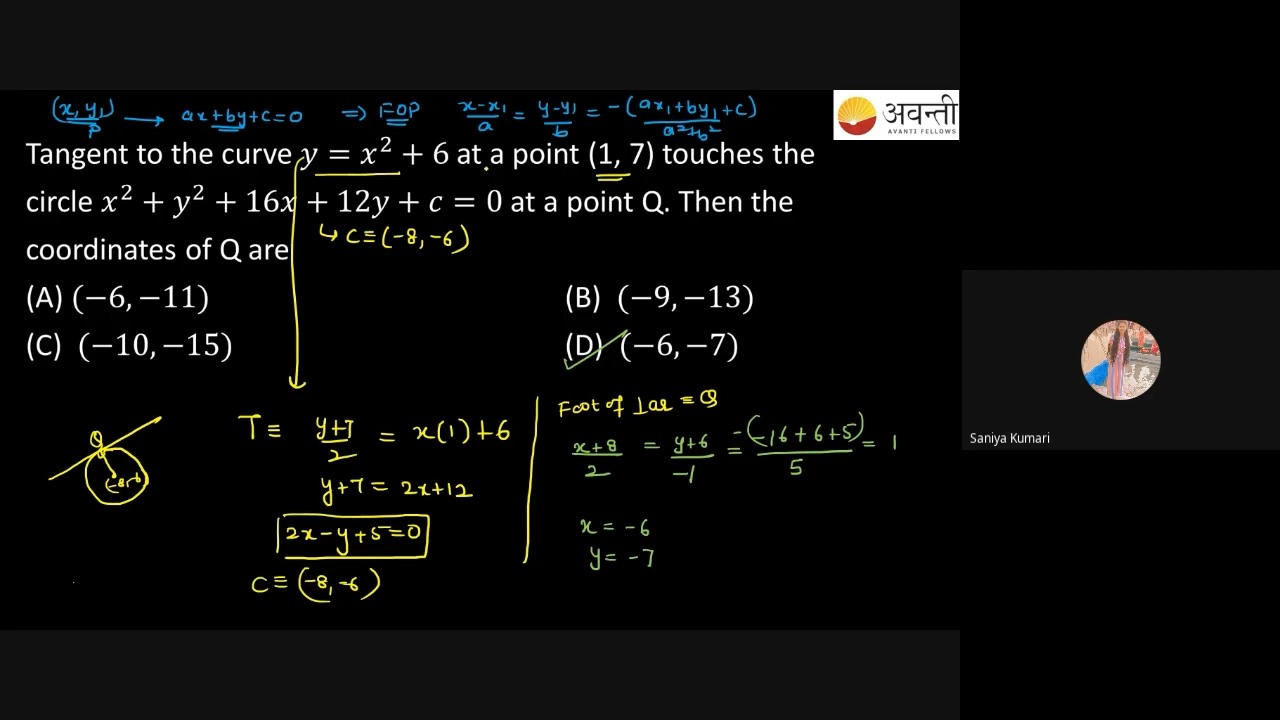 (x, y₁) P → ax+by+c=0 ⇒ FOP x-x₁/a = y-y₁/b = -(ax₁+by₁+c)/a²+b²
अवन्ती
AVANTI FELLOWS
Tangent to the curve y = x² + 6 at a point (1, 7) touches the
circle x² + y² + 16x + 12y + c = 0 at a point Q. Then the
↳ C≡(-8,-6)
coordinates of Q are
(A) (−6, −11)
(B) (−9, −13)
(C) (−10, −15)
(D) (−6, −7)
Q
(-8,-6)
T≡ y+7/2 = x(1)+6
y+7 = 2x+12
2x-y+5=0
C≡(-8,-6)
Foot of ⊥ar ≡ Q
x+8/2 = y+6/-1 = -(-16+6+5)/5 = 1
x = -6
y = -7
Saniya Kumari